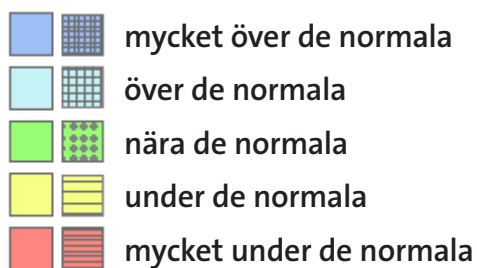 mycket över de normala
över de normala
nära de normala
under de normala
mycket under de normala